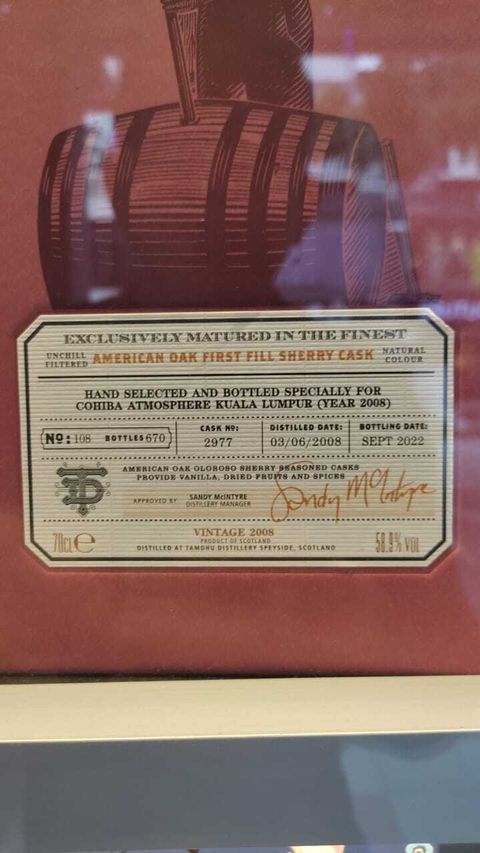 EXCLUSIVELY MATURED IN THE FINEST
UNCHILL FILTERED AMERICAN OAK FIRST FILL SHERRY CASK NATURAL COLOUR
HAND SELECTED AND BOTTLED SPECIALLY FOR
COHIBA ATMOSPHERE KUALA LUMPUR (YEAR 2008)
Nº: 108 BOTTLES 670
CASK Nº:
2977
DISTILLED DATE:
03/06/2008
BOTTLING DATE:
SEPT 2022
AMERICAN OAK OLOROSO SHERRY SEASONED CASKS
PROVIDE VANILLA, DRIED FRUITS AND SPICES
APPROVED BY
SANDY McINTYRE
DISTILLERY MANAGER
Sandy McIntyre
VINTAGE 2008
PRODUCT OF SCOTLAND
DISTILLED AT TAMDHU DISTILLERY SPEYSIDE, SCOTLAND
70cl e
58.9% VOL